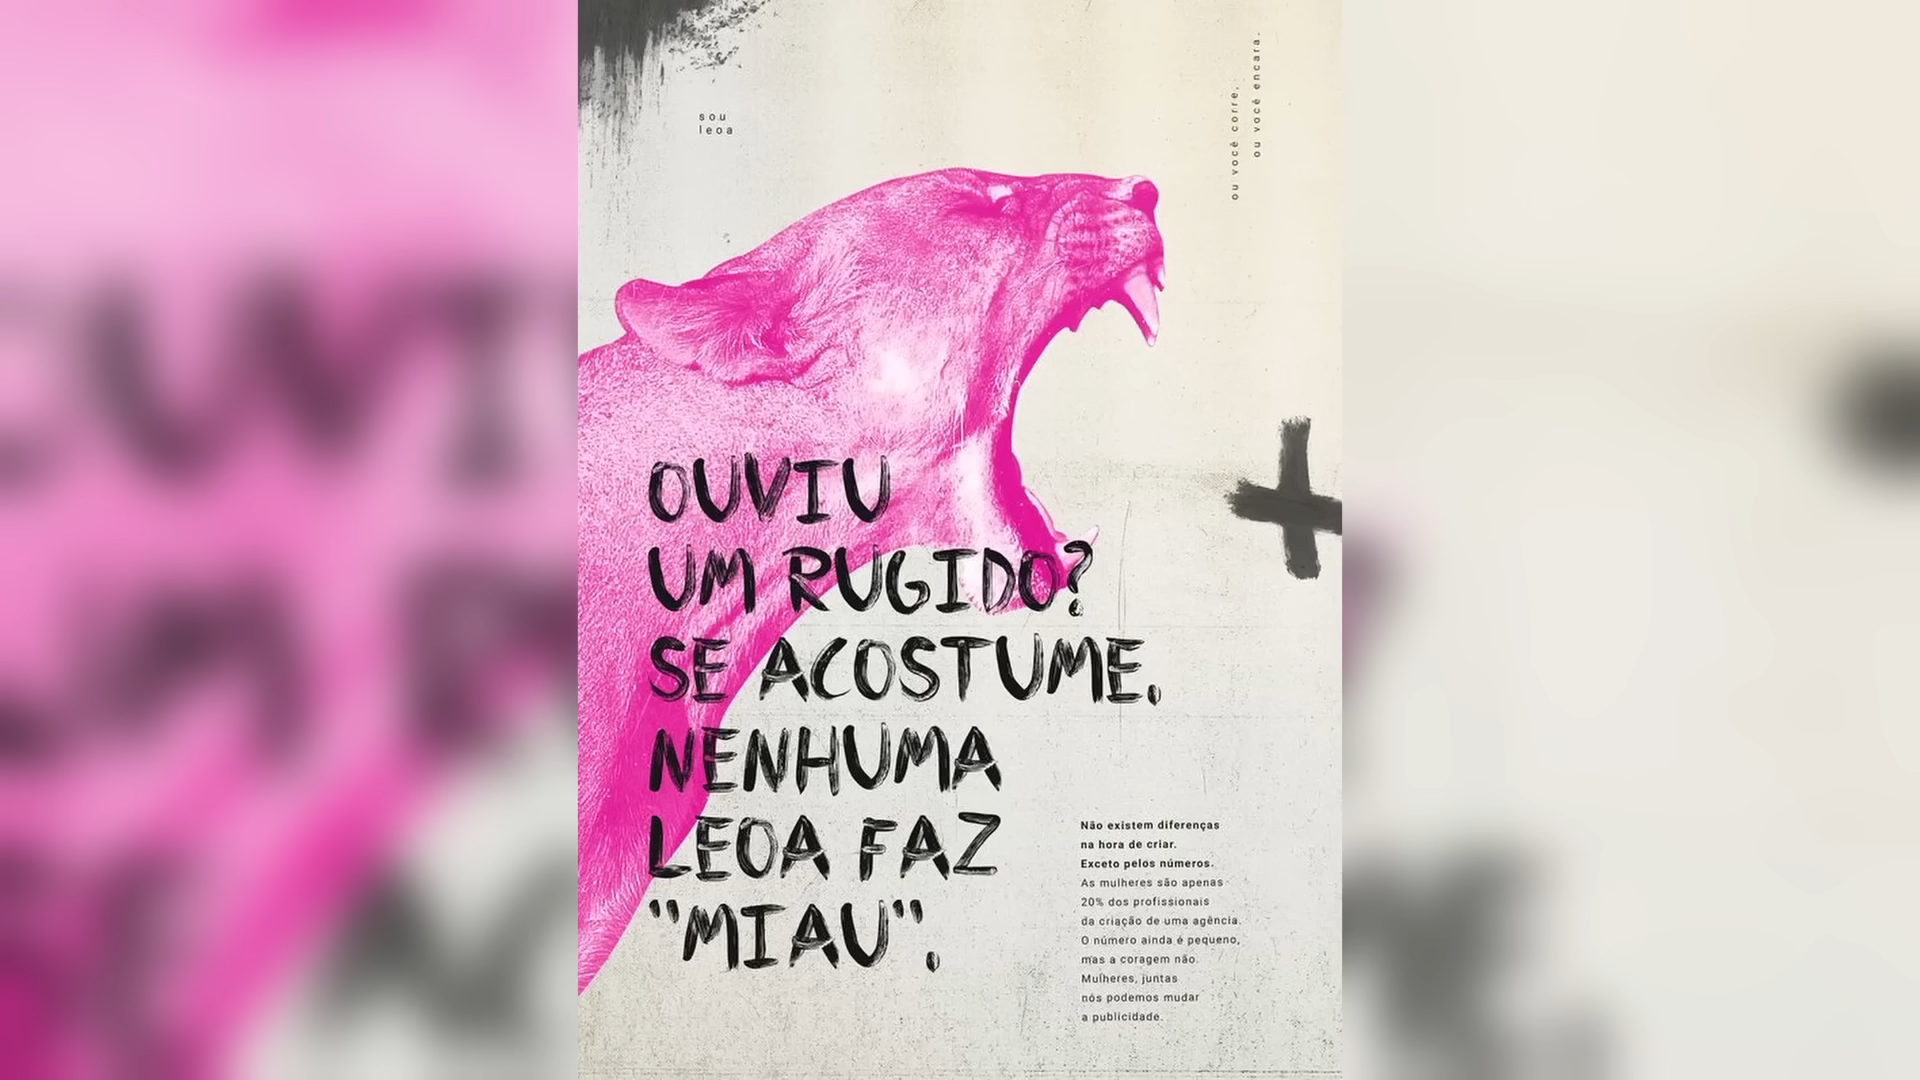 sou
leoa
ou você corre,
ou você encara.
OUVIU
UM RUGIDO?
SE ACOSTUME.
NENHUMA
LEOA FAZ
"MIAU".
Não existem diferenças
na hora de criar.
Exceto pelos números.
As mulheres são apenas
20% dos profissionais
da criação de uma agência.
O número ainda é pequeno,
mas a coragem não.
Mulheres, juntas
nós podemos mudar
a publicidade.